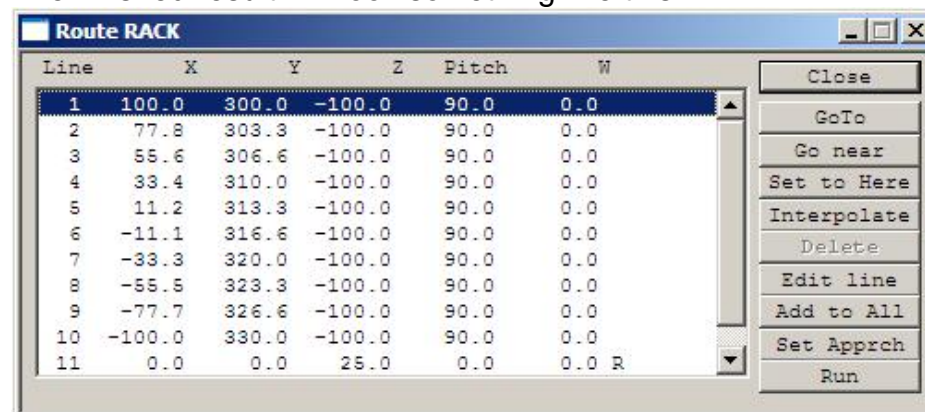 Route RACK
Line X Y Z Pitch W
1 100.0 300.0 -100.0 90.0 0.0
2 77.8 303.3 -100.0 90.0 0.0
3 55.6 306.6 -100.0 90.0 0.0
4 33.4 310.0 -100.0 90.0 0.0
5 11.2 313.3 -100.0 90.0 0.0
6 -11.1 316.6 -100.0 90.0 0.0
7 -33.3 320.0 -100.0 90.0 0.0
8 -55.5 323.3 -100.0 90.0 0.0
9 -77.7 326.6 -100.0 90.0 0.0
10 -100.0 330.0 -100.0 90.0 0.0
11 0.0 0.0 25.0 0.0 0.0 R
Close
GoTo
Go near
Set to Here
Interpolate
Delete
Edit line
Add to All
Set Apprch
Run